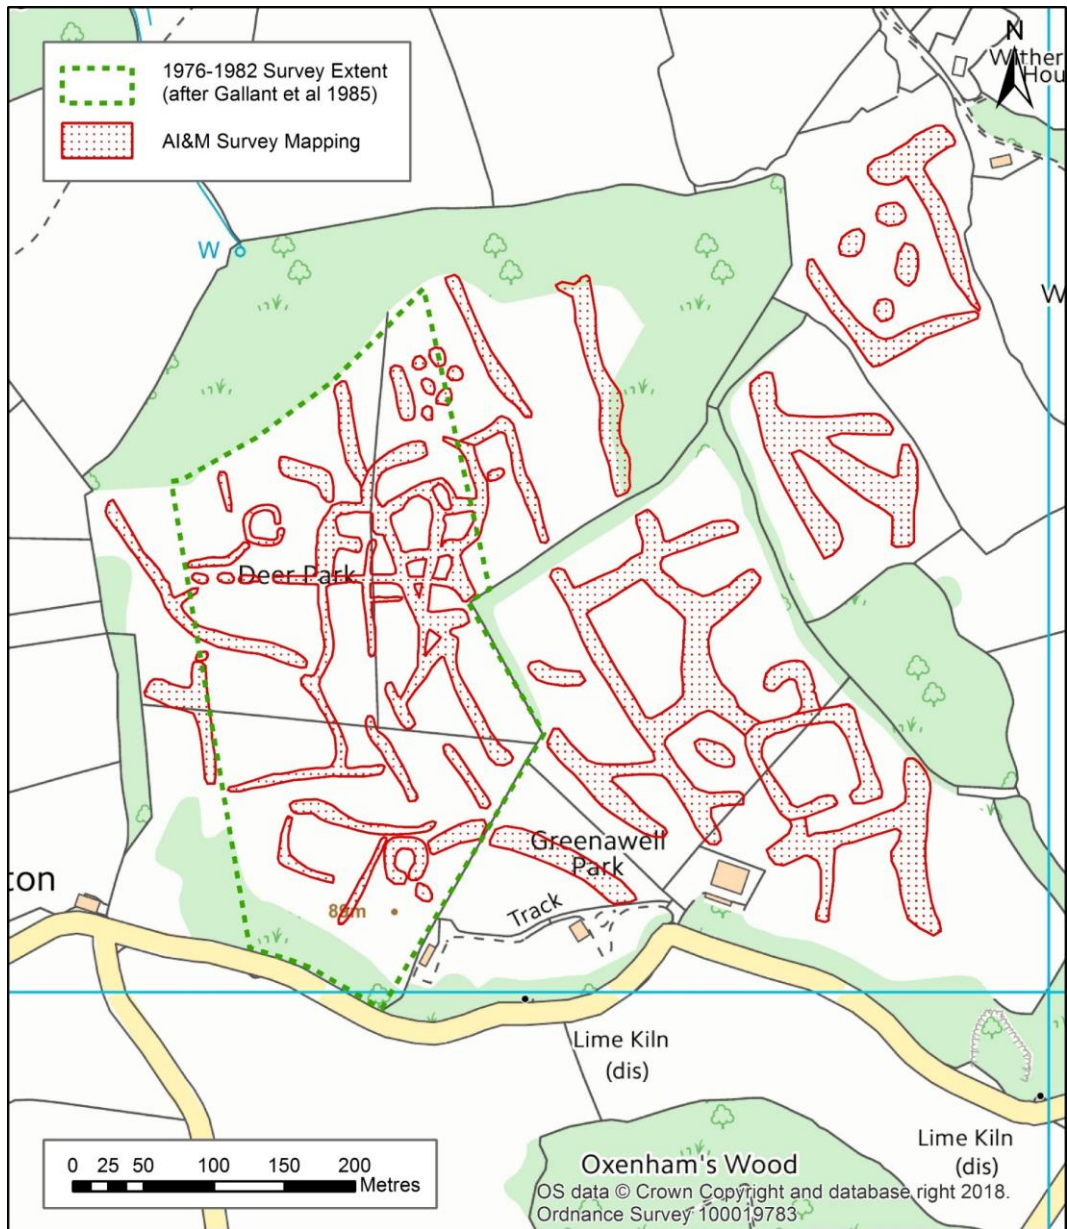 1976-1982 Survey Extent
(after Gallant et al 1985)
AI&M Survey Mapping
N
Wither
Hou
W
W
Deer Park
Greenawell
Park
Track
ton
88m
Lime Kiln
(dis)
Lime Kiln
(dis)
Oxenham's Wood
0 25 50 100 150 200
Metres
OS data © Crown Copyright and database right 2018.
Ordnance Survey 100019783